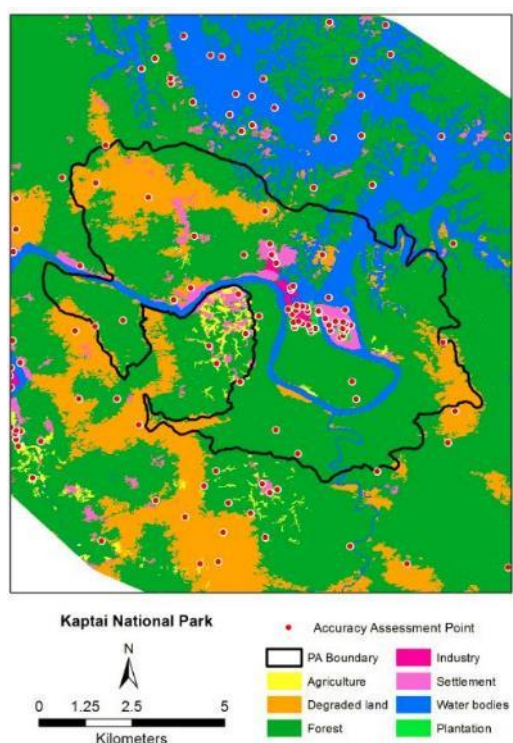 Kaptai National Park
N
0 1.25 2.5 5
Kilometers
Accuracy Assessment Point
PA Boundary Industry
Agriculture Settlement
Degraded land Water bodies
Forest Plantation